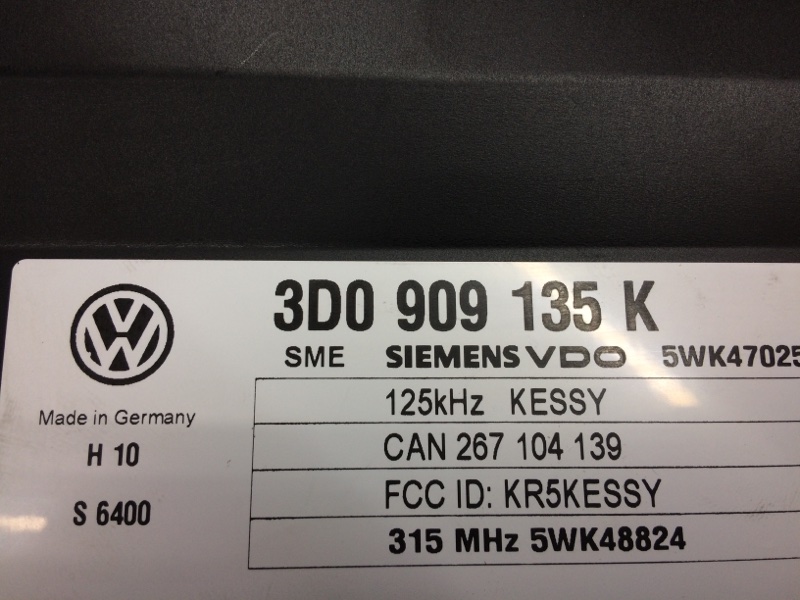 3D0 909 135 K
SME SIEMENS VDO 5WK47025
Made in Germany
H 10
S 6400
125kHz KESSY
CAN 267 104 139
FCC ID: KR5KESSY
315 MHz 5WK48824